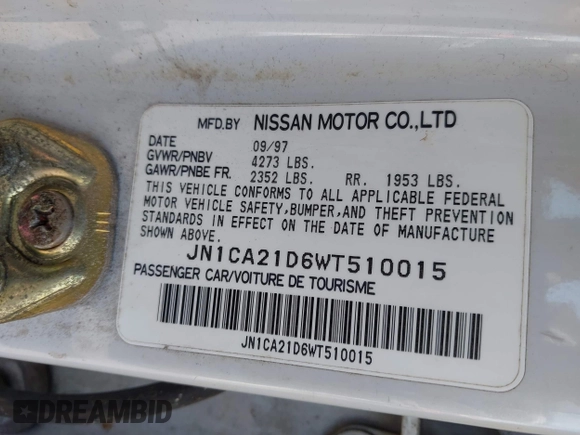 MFD.BY NISSAN MOTOR CO.,LTD
DATE 09/97
GVWR/PNBV 4273 LBS.
GAWR/PNBE FR. 2352 LBS. RR. 1953 LBS.
THIS VEHICLE CONFORMS TO ALL APPLICABLE FEDERAL
MOTOR VEHICLE SAFETY,BUMPER,AND THEFT PREVENTION
STANDARDS IN EFFECT ON THE DATE OF MANUFACTURE
SHOWN ABOVE.
JN1CA21D6WT510015
PASSENGER CAR/VOITURE DE TOURISME
JN1CA21D6WT510015
DREAMBID